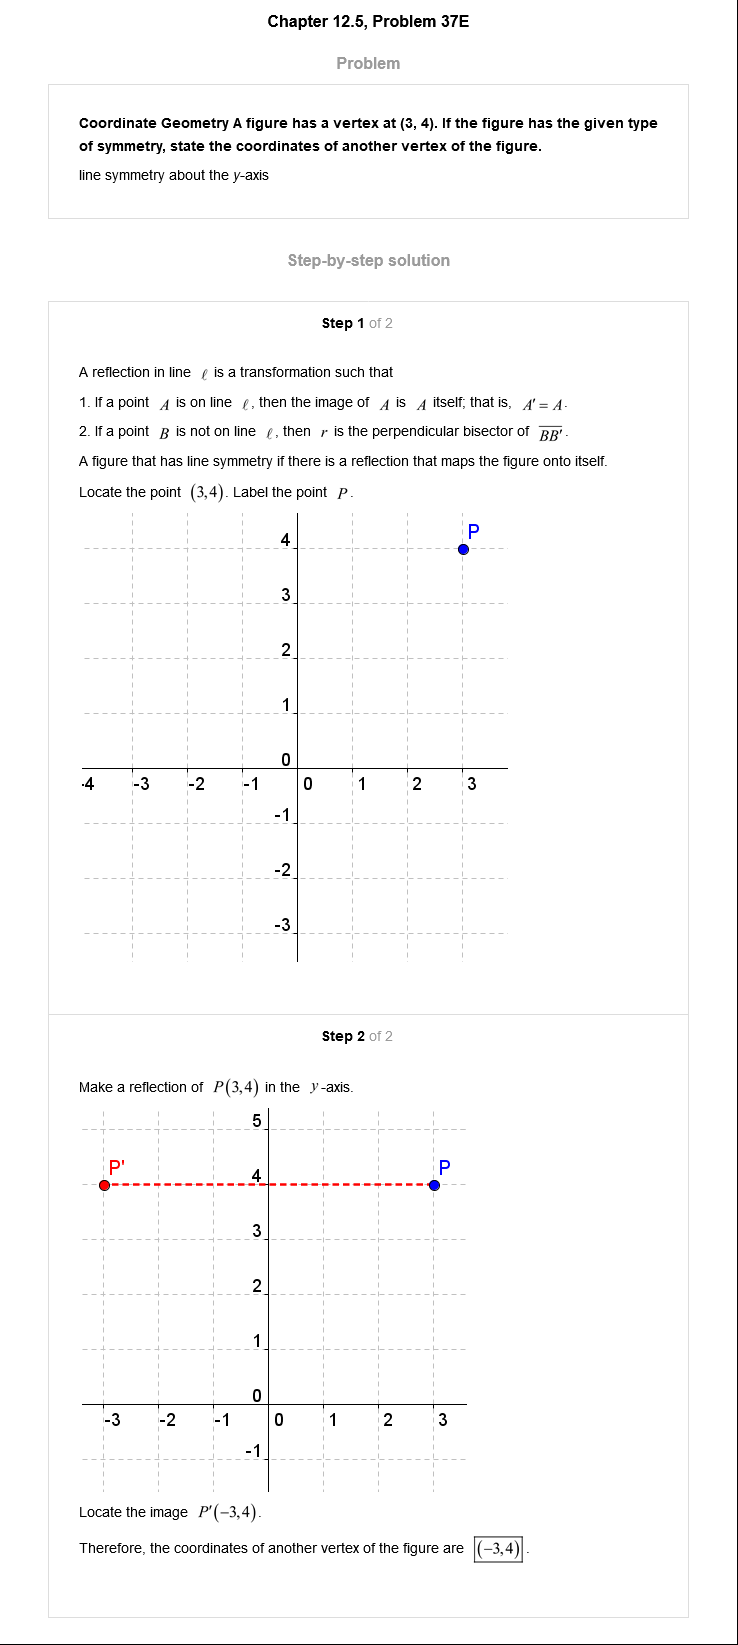 Chapter 12.5, Problem 37E
Problem
Coordinate Geometry A figure has a vertex at (3, 4). If the figure has the given type
of symmetry, state the coordinates of another vertex of the figure.
line symmetry about the y-axis
Step-by-step solution
Step 1 of 2
A reflection in line ℓ is a transformation such that
1. If a point A is on line ℓ, then the image of A is A itself; that is, A′ = A.
2. If a point B is not on line ℓ, then r is the perpendicular bisector of B̅B̅′̅.
A figure that has line symmetry if there is a reflection that maps the figure onto itself.
Locate the point (3,4). Label the point P.
P
4
3
2
1
0
-4 -3 -2 -1 0 1 2 3
-1
-2
-3
Step 2 of 2
Make a reflection of P(3,4) in the y-axis.
5
P' P
4
3
2
1
0
-3 -2 -1 0 1 2 3
-1
Locate the image P′(−3,4).
Therefore, the coordinates of another vertex of the figure are (−3,4).